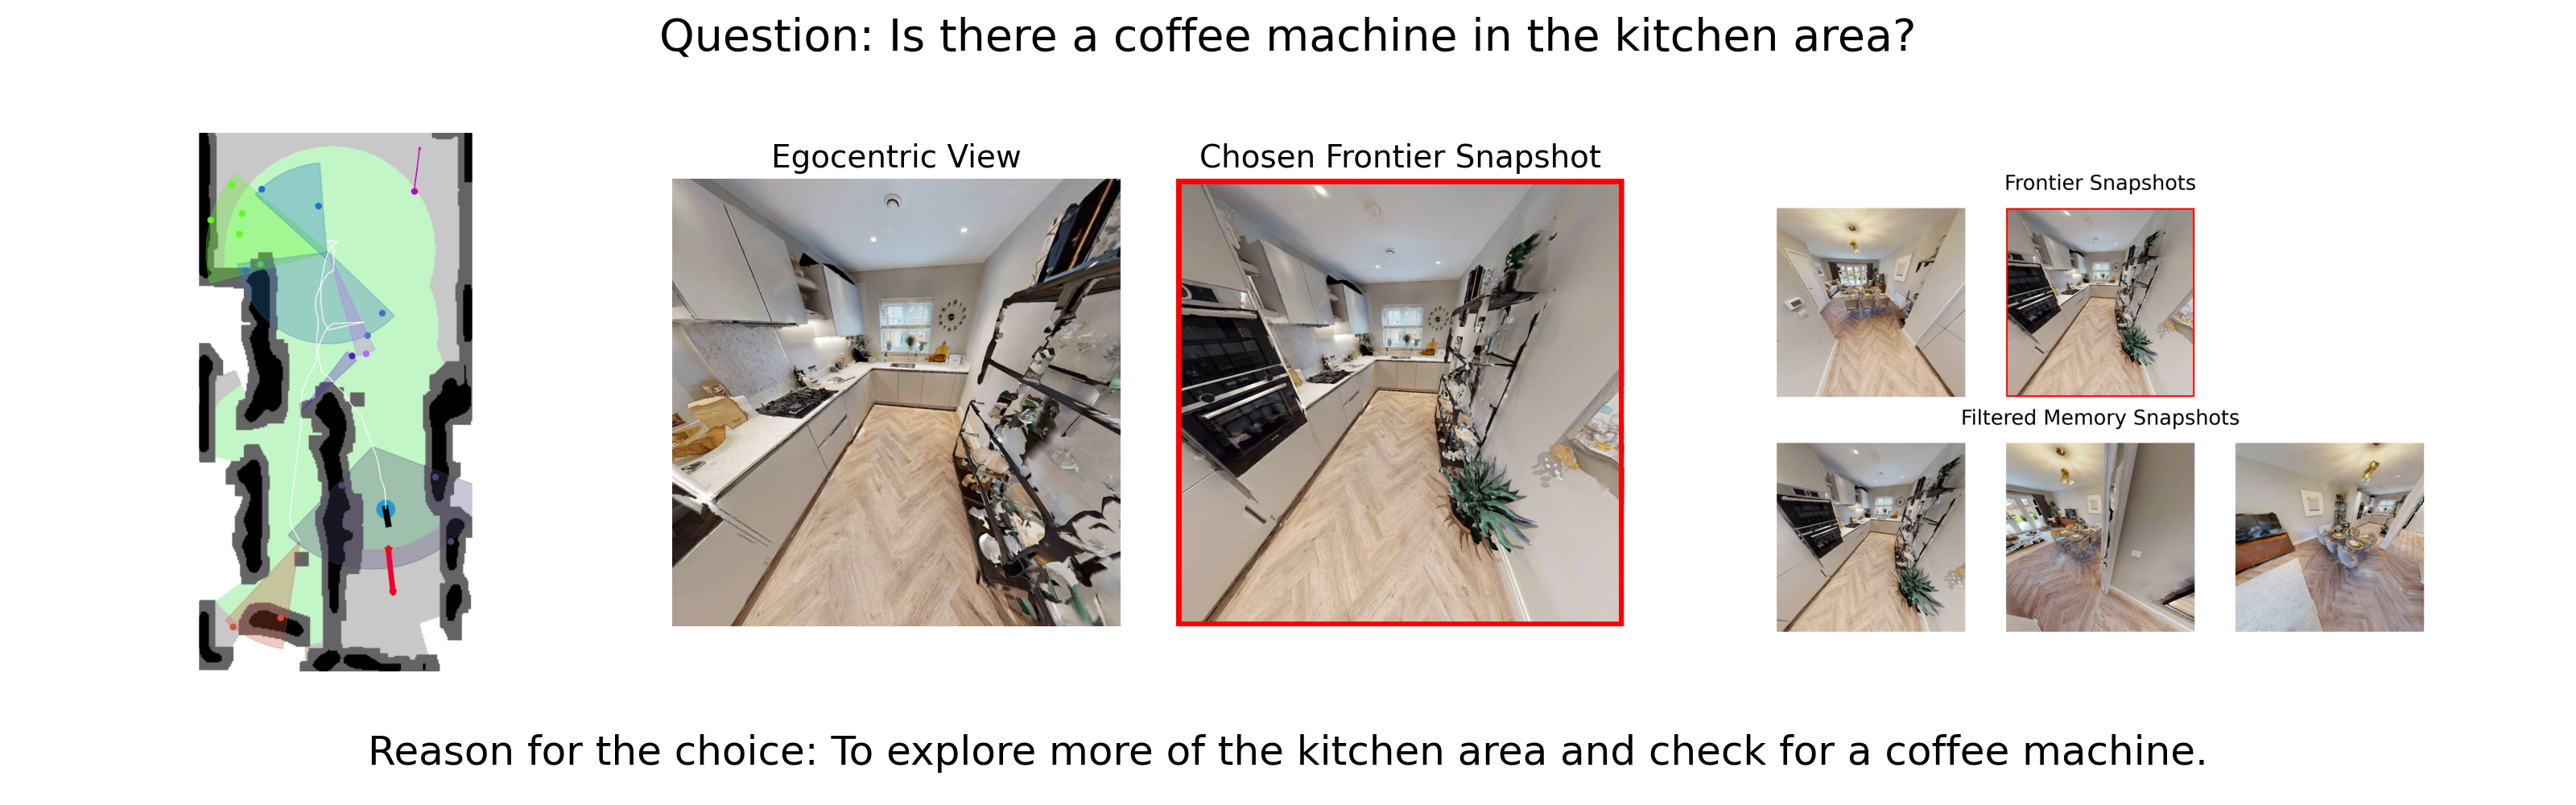 Question: Is there a coffee machine in the kitchen area?
Egocentric View
Chosen Frontier Snapshot
Frontier Snapshots
Filtered Memory Snapshots
Reason for the choice: To explore more of the kitchen area and check for a coffee machine.